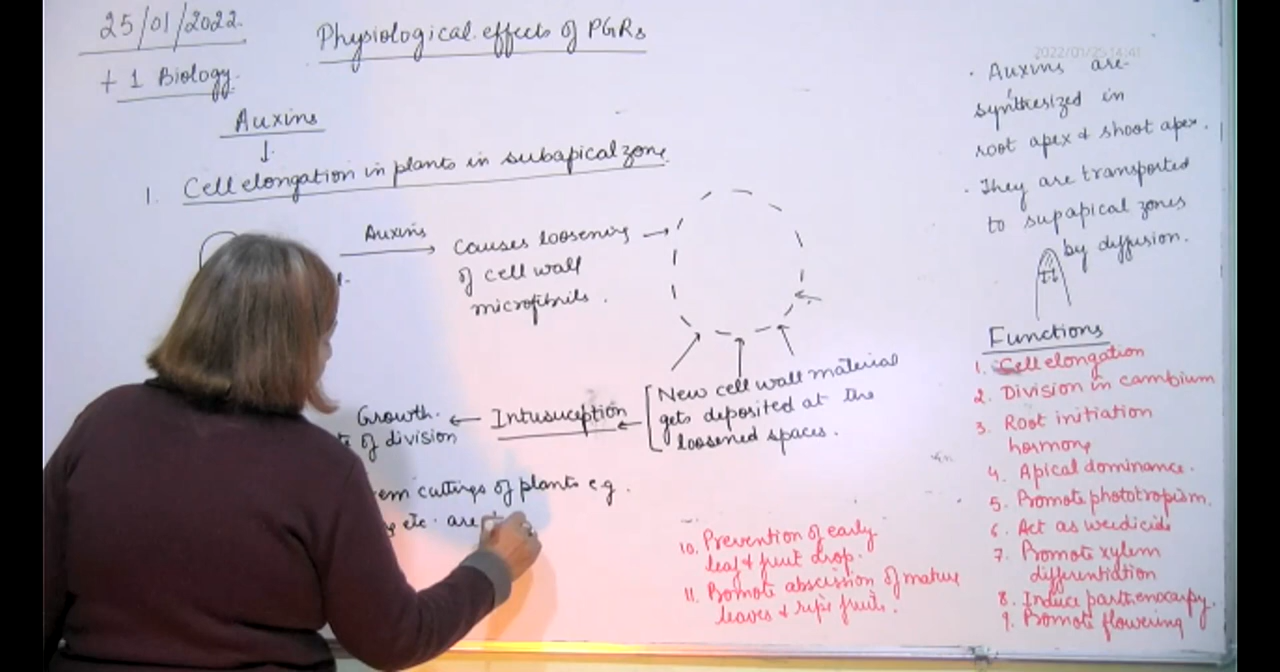 25/01/2022.
+ 1 Biology.
Physiological effects of PGRs
2022/01/25 14:41
Auxins
↓
1. Cell elongation in plants in subapical zone
Auxins
Causes loosening
of cell wall
microfibrils.
New cell wall material
gets deposited at the
loosened spaces.
Growth. ← Intusuception ←
of division
cuttings of plants e.g.
etc. are
· Auxins are
synthesized in
root apex & shoot apex.
· They are transported
to supapical zones
by diffusion.
Functions
1. Cell elongation
2. Division in cambium
3. Root initiation
hormone
4. Apical dominance.
5. Promote phototropism.
6. Act as weedicide
7. Promote xylem
differentiation
8. Induce parthenocarpy.
9. Promote flowering
10. Prevention of early
leaf & fruit drop.
11. Promote abscission of mature
leaves & ripe fruits.